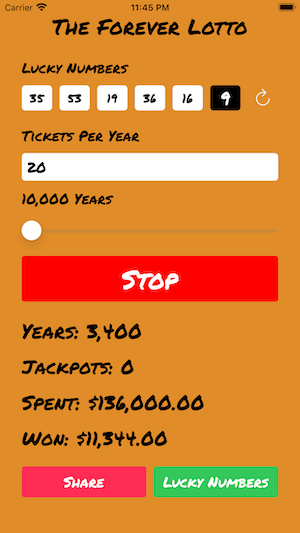 Carrier 11:45 PM
The Forever Lotto
Lucky Numbers
35 53 19 36 16 9
Tickets Per Year
20
10,000 Years
Stop
Years: 3,400
Jackpots: 0
Spent: $136,000.00
Won: $11,344.00
Share Lucky Numbers